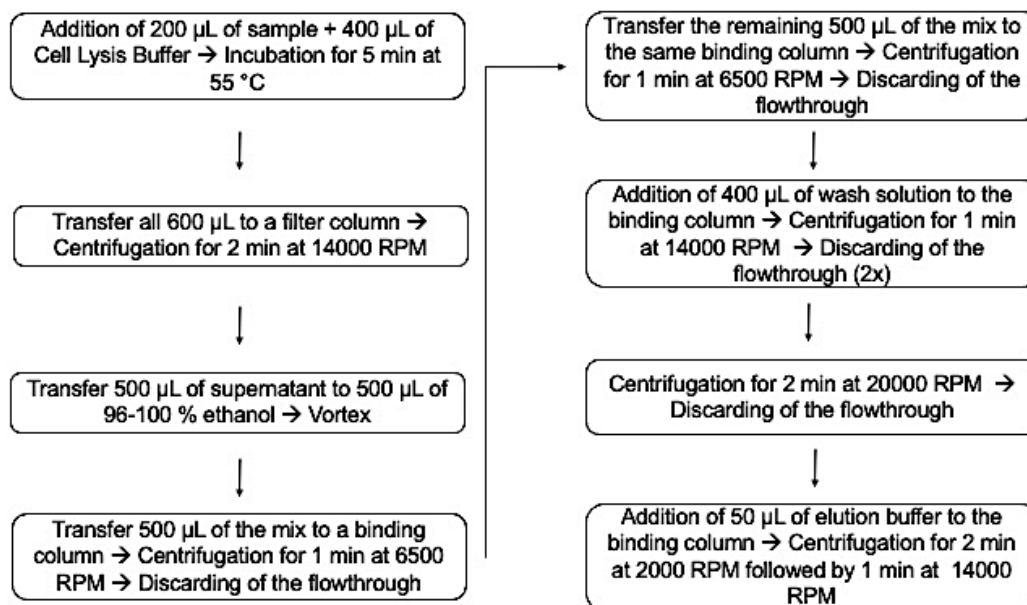 Addition of 200 µL of sample + 400 µL of
Cell Lysis Buffer → Incubation for 5 min at
55 °C
Transfer all 600 µL to a filter column →
Centrifugation for 2 min at 14000 RPM
Transfer 500 µL of supernatant to 500 µL of
96-100 % ethanol → Vortex
Transfer 500 µL of the mix to a binding
column → Centrifugation for 1 min at 6500
RPM → Discarding of the flowthrough
Transfer the remaining 500 µL of the mix to
the same binding column → Centrifugation
for 1 min at 6500 RPM → Discarding of the
flowthrough
Addition of 400 µL of wash solution to the
binding column → Centrifugation for 1 min
at 14000 RPM → Discarding of the
flowthrough (2x)
Centrifugation for 2 min at 20000 RPM →
Discarding of the flowthrough
Addition of 50 µL of elution buffer to the
binding column → Centrifugation for 2 min
at 2000 RPM followed by 1 min at 14000
RPM